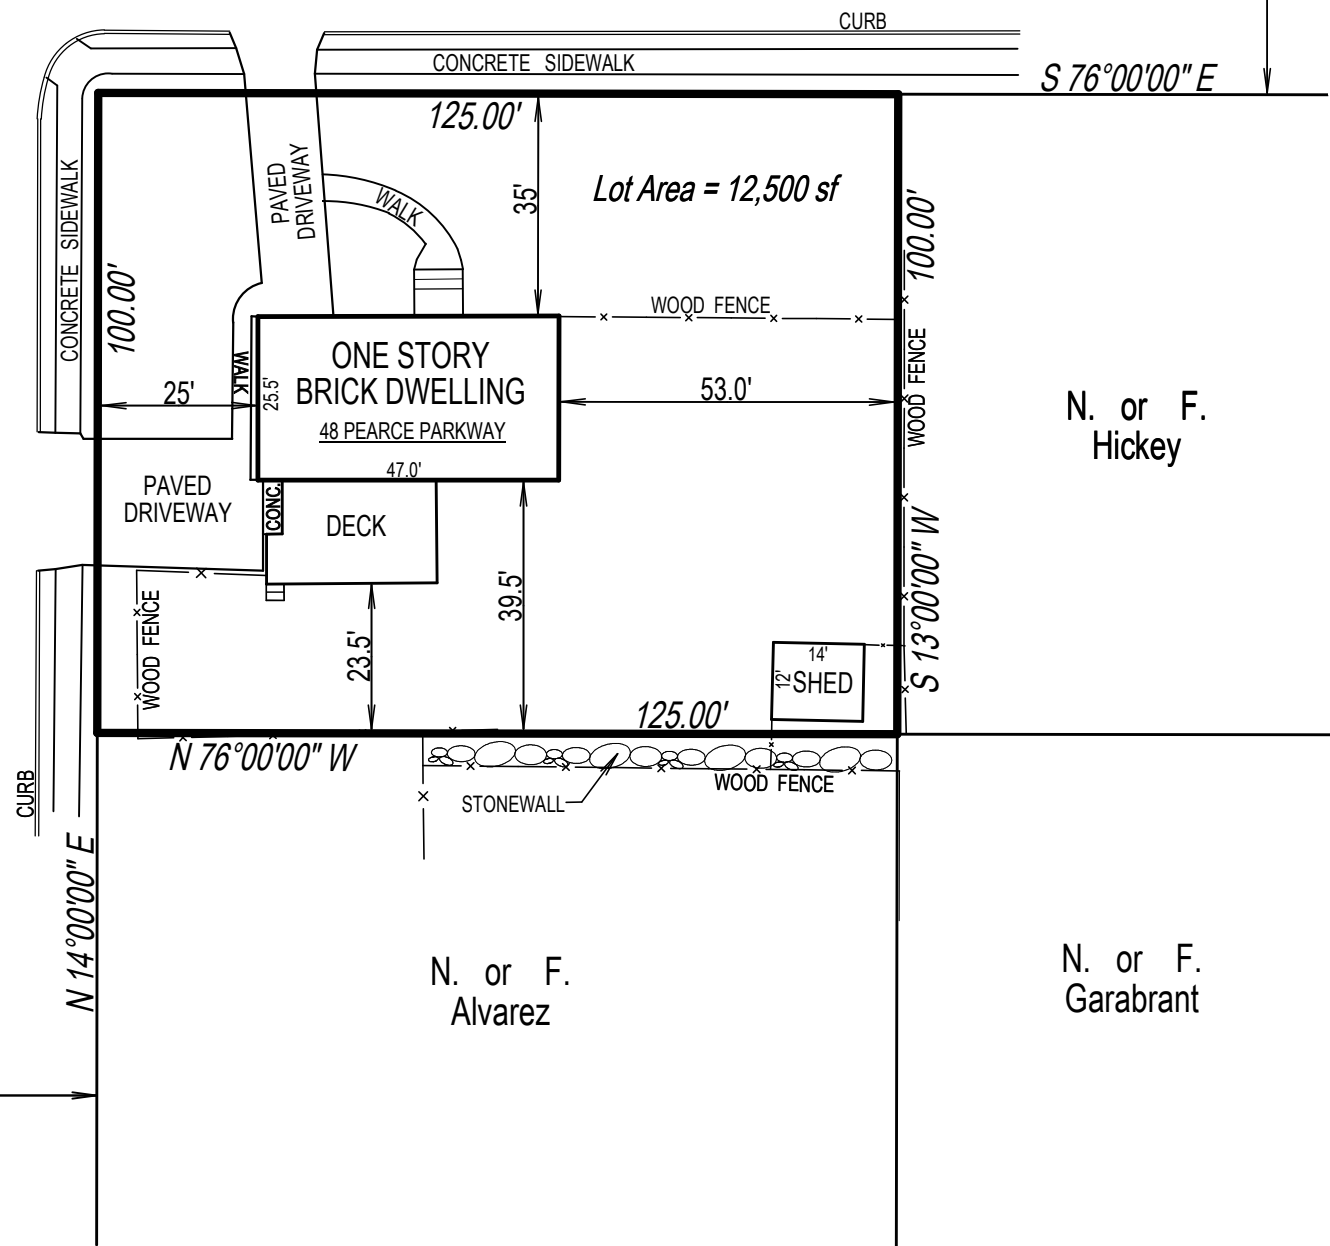 CURB
CONCRETE SIDEWALK
S 76°00'00" E
125.00'
PAVED
DRIVEWAY
WALK
35'
Lot Area = 12,500 sf
CONCRETE SIDEWALK
100.00'
100.00'
WOOD FENCE
WALK
25.5'
ONE STORY
BRICK DWELLING
48 PEARCE PARKWAY
47.0'
25'
53.0'
WOOD FENCE
N. or F.
Hickey
PAVED
DRIVEWAY
CONC.
DECK
39.5'
S 13°00'00" W
WOOD FENCE
23.5'
14'
12'
SHED
125.00'
N 76°00'00" W
CURB
STONEWALL
WOOD FENCE
N 14°00'00" E
N. or F.
Alvarez
N. or F.
Garabrant